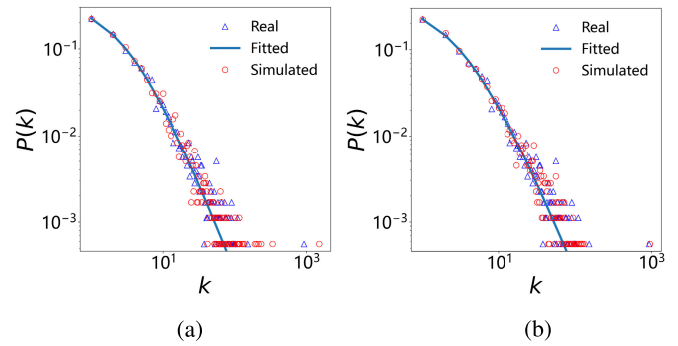 Real
Fitted
Simulated
P(k)
10⁻¹
10⁻²
10⁻³
10¹
10³
k
(a)
Real
Fitted
Simulated
P(k)
10⁻¹
10⁻²
10⁻³
10¹
10³
k
(b)